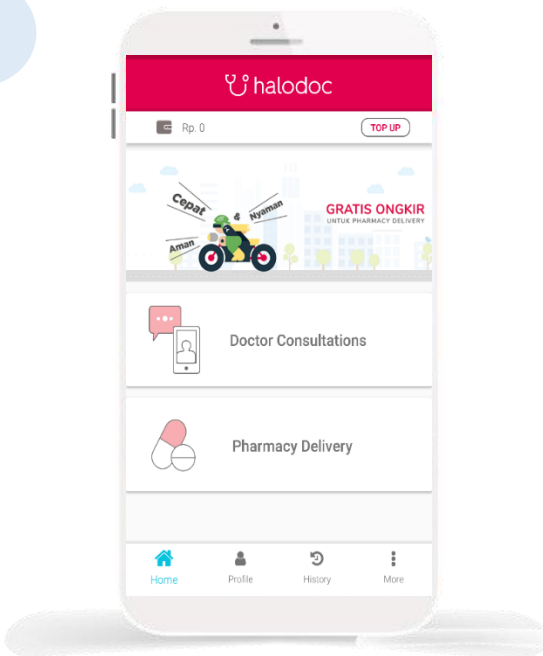 halodoc
Rp. 0
TOP UP
Cepat
&
Nyaman
Aman
GRATIS ONGKIR
UNTUK PHARMACY DELIVERY
Doctor Consultations
Pharmacy Delivery
Home
Profile
History
More